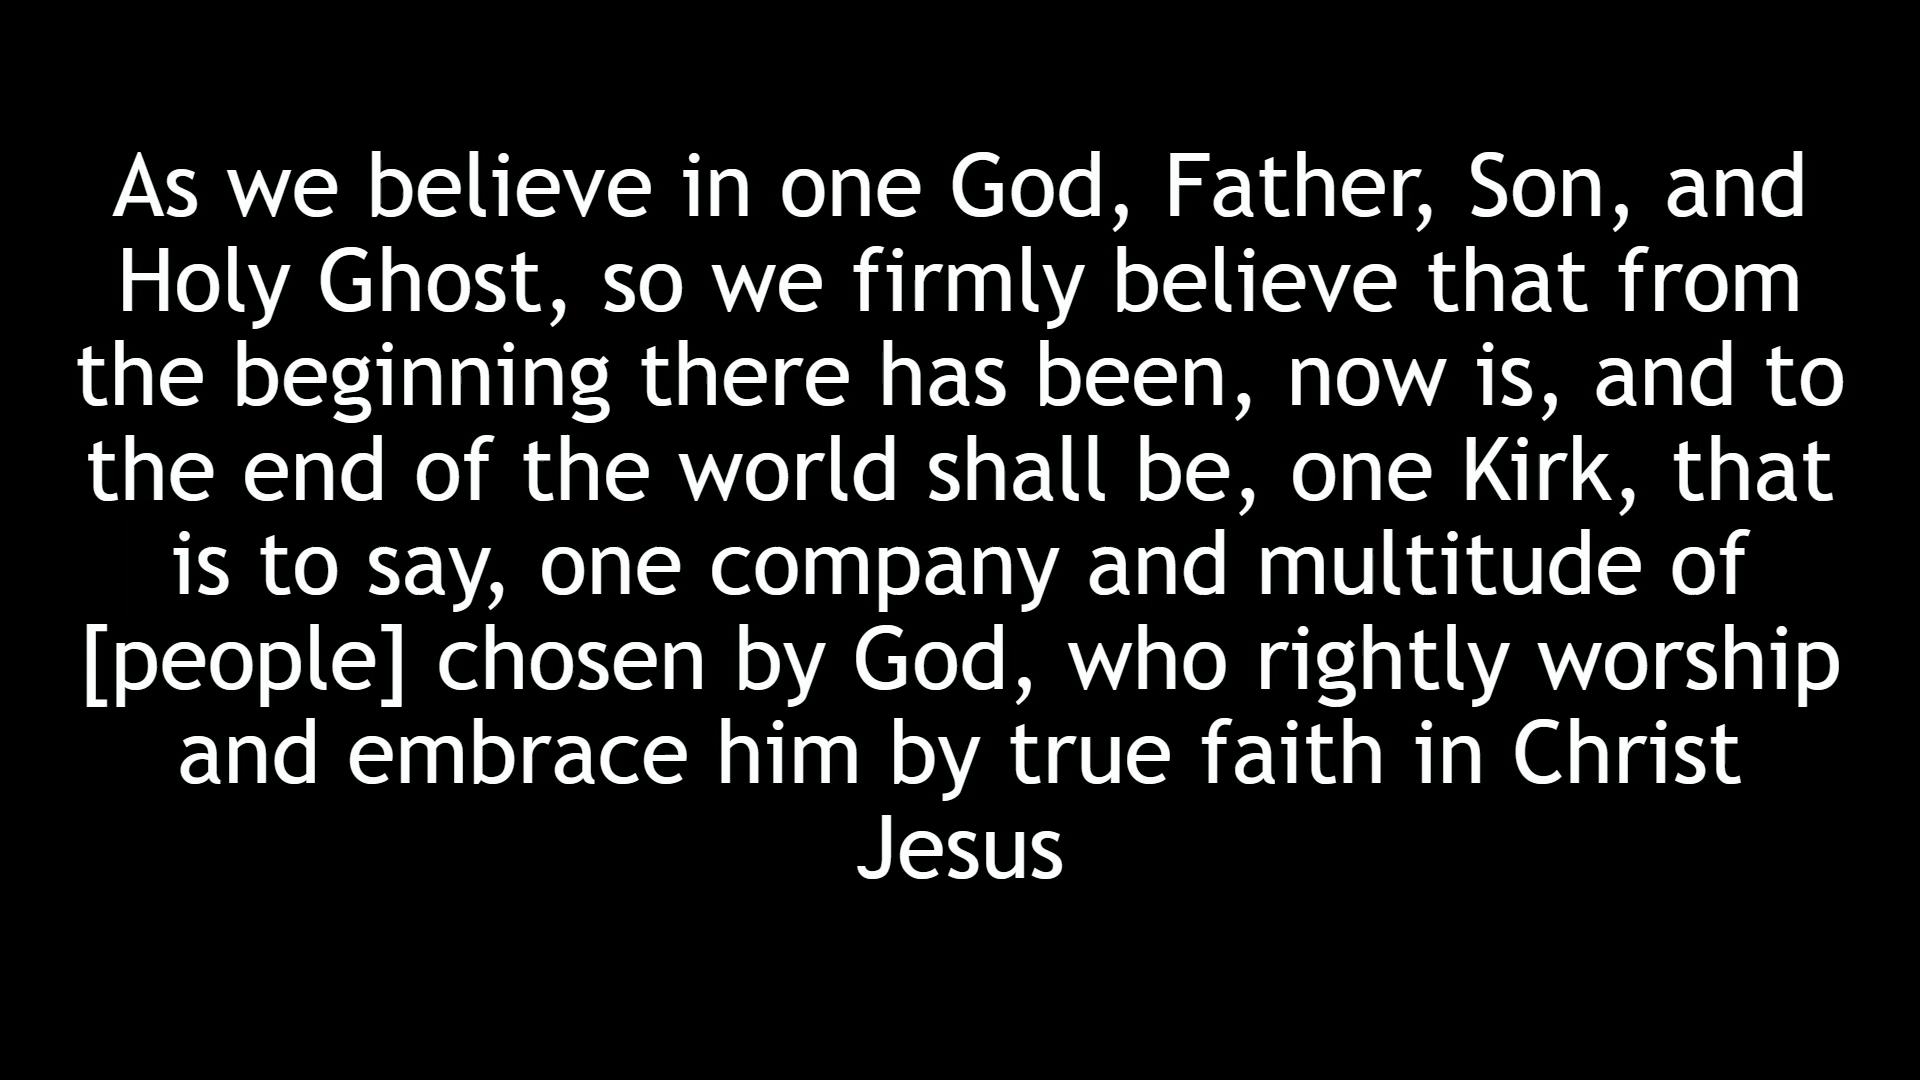 As we believe in one God, Father, Son, and
Holy Ghost, so we firmly believe that from
the beginning there has been, now is, and to
the end of the world shall be, one Kirk, that
is to say, one company and multitude of
[people] chosen by God, who rightly worship
and embrace him by true faith in Christ
Jesus